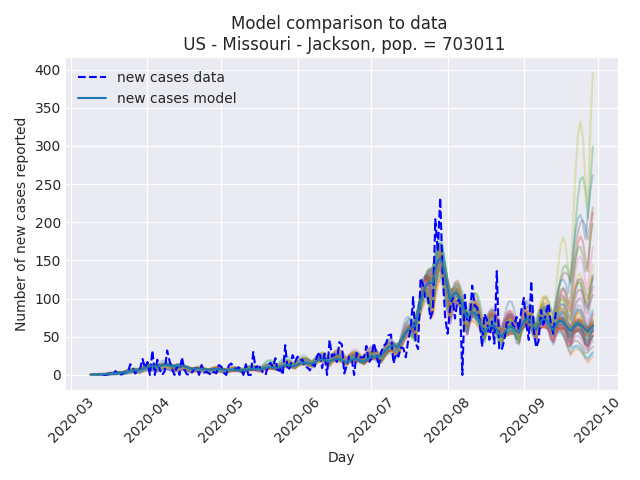 Model comparison to data
US - Missouri - Jackson, pop. = 703011
new cases data
new cases model
Number of new cases reported
400
350
300
250
200
150
100
50
0
2020-03
2020-04
2020-05
2020-06
2020-07
2020-08
2020-09
2020-10
Day